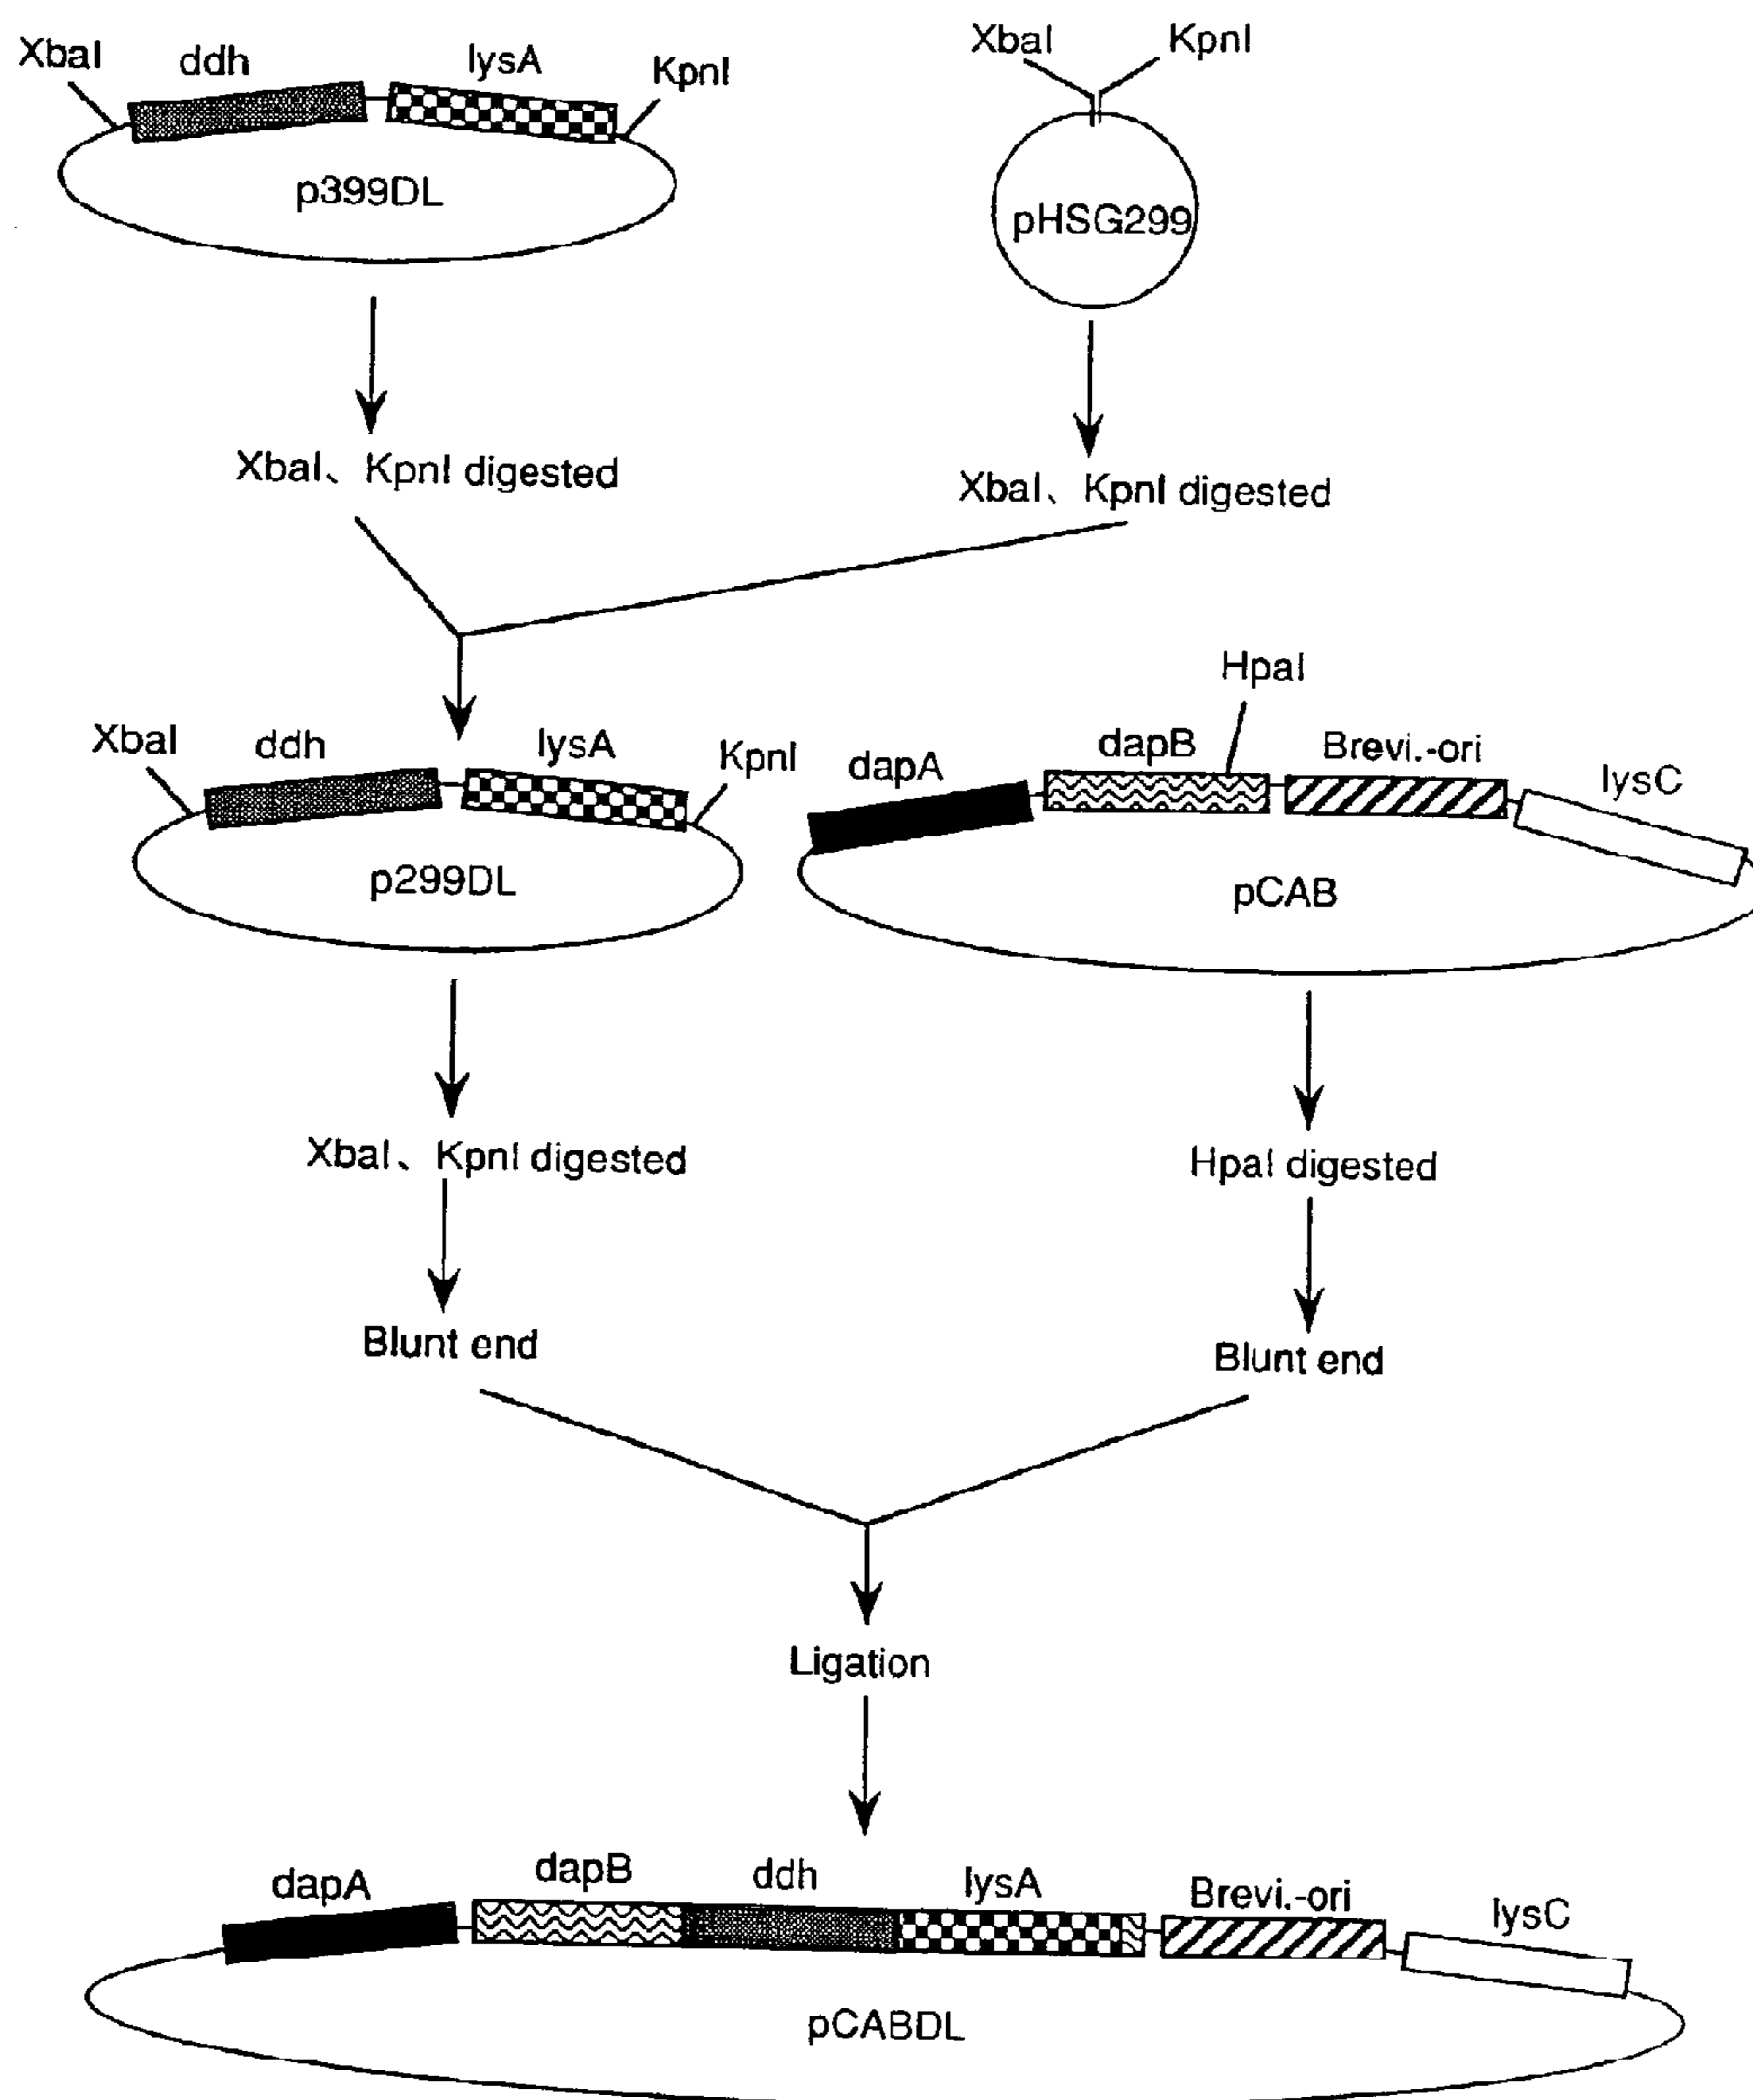 XbaI ddh lysA KpnI
XbaI KpnI
p399DL
pHSG299
XbaI、KpnI digested
XbaI、KpnI digested
HpaI
XbaI ddh lysA KpnI
dapA dapB Brevi.-ori lysC
p299DL
pCAB
XbaI、KpnI digested
HpaI digested
Blunt end
Blunt end
Ligation
dapA dapB ddh lysA Brevi.-ori lysC
pCABDL